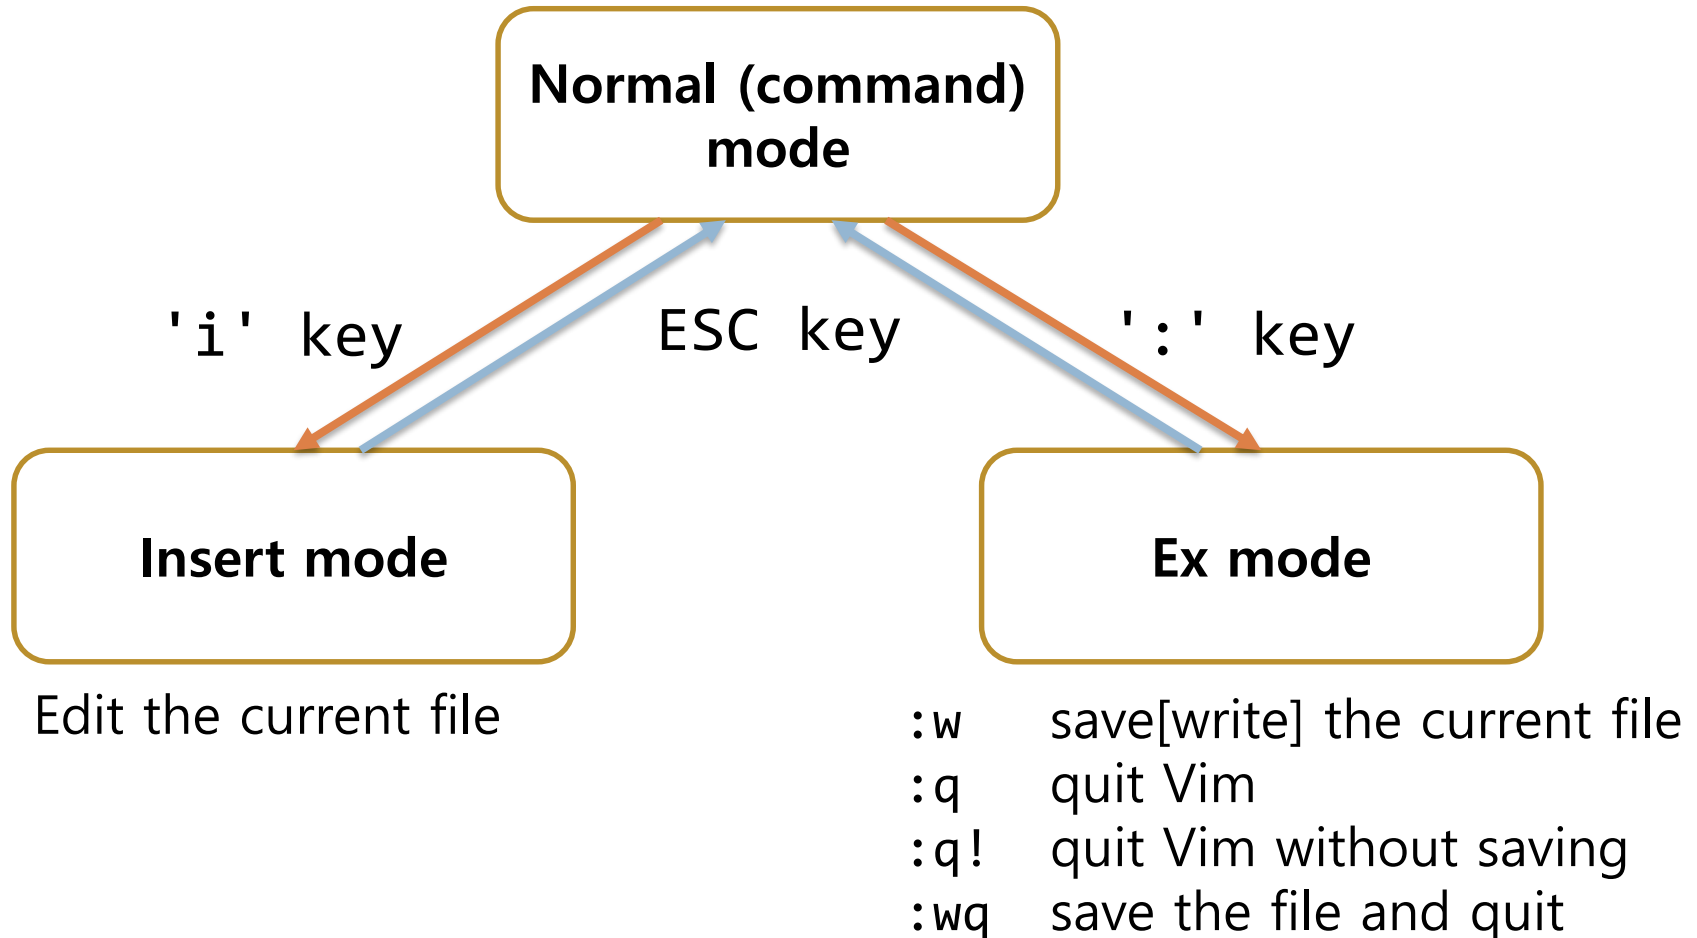 Normal (command)
mode
'i' key
ESC key
':' key
Insert mode
Ex mode
Edit the current file
:w save[write] the current file
:q quit Vim
:q! quit Vim without saving
:wq save the file and quit